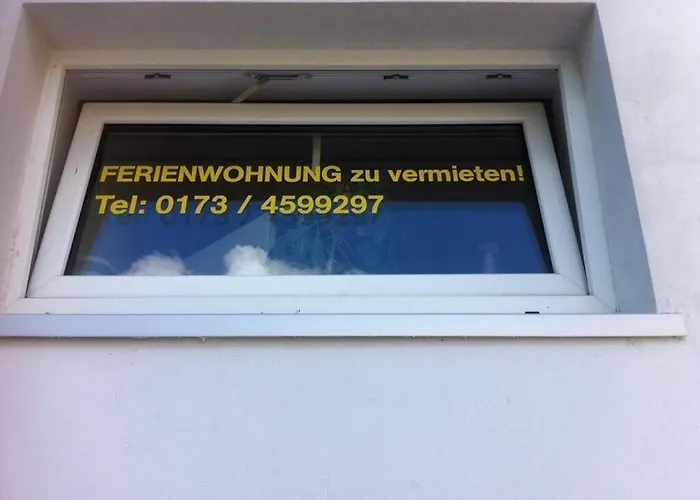 FERIENWOHNUNG zu vermieten!
Tel: 0173 / 4599297